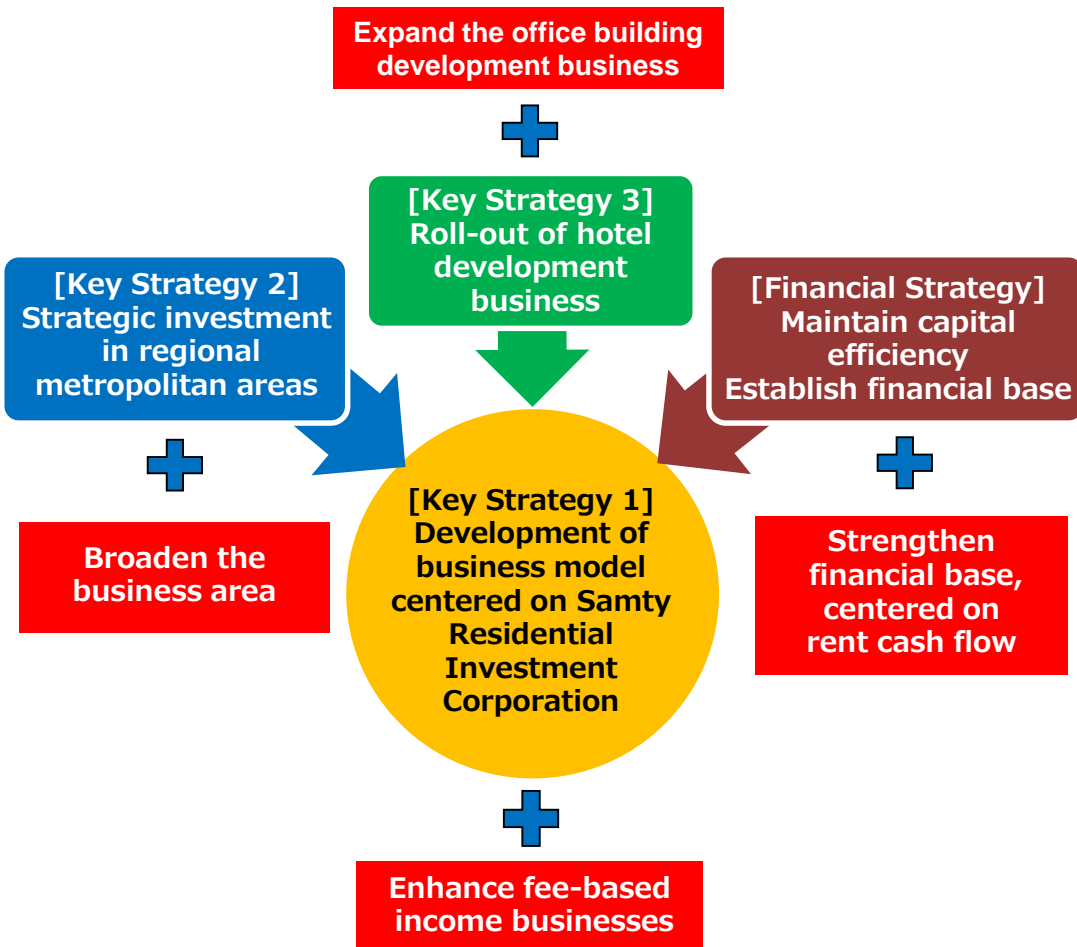 Expand the office building
development business
[Key Strategy 3]
Roll-out of hotel
development
business
[Key Strategy 2]
Strategic investment
in regional
metropolitan areas
[Financial Strategy]
Maintain capital
efficiency
Establish financial base
[Key Strategy 1]
Development of
business model
centered on Samty
Residential
Investment
Corporation
Broaden the
business area
Strengthen
financial base,
centered on
rent cash flow
Enhance fee-based
income businesses